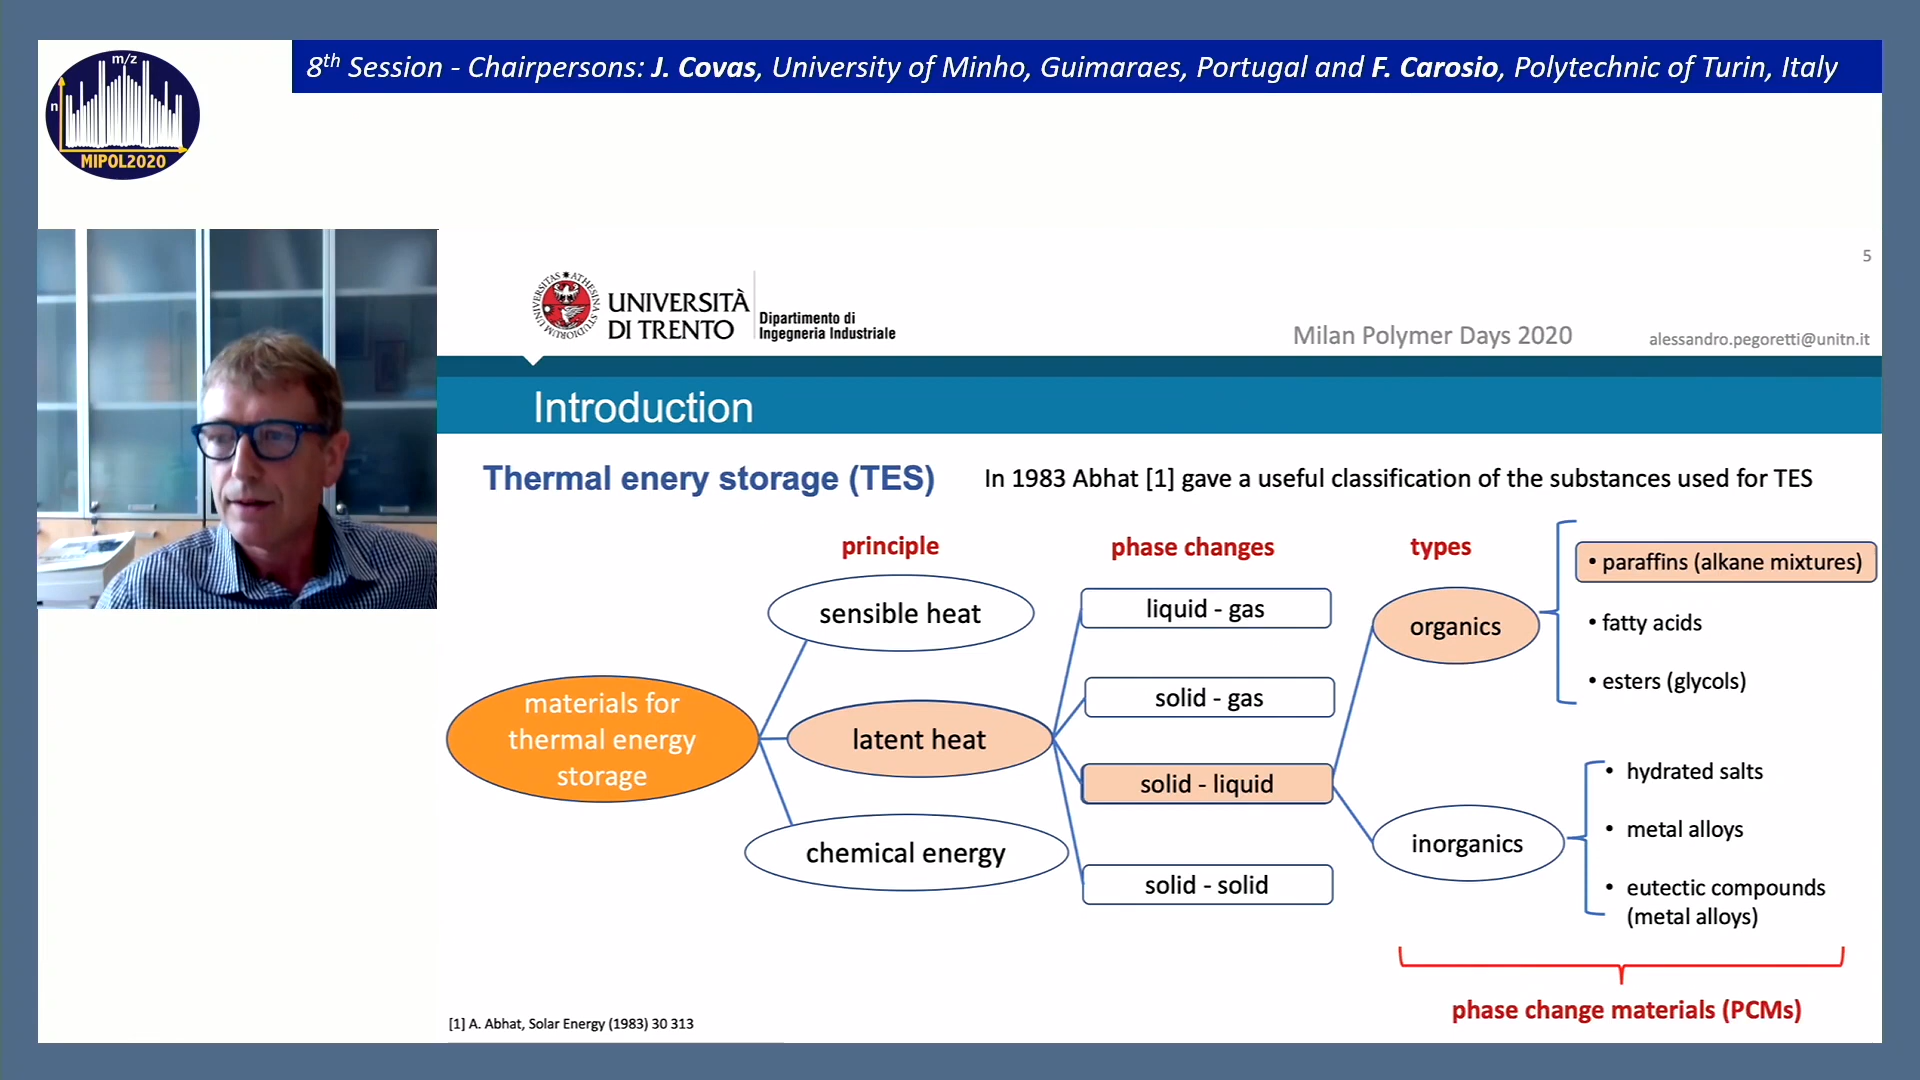 8th Session - Chairpersons: J. Covas, University of Minho, Guimaraes, Portugal and F. Carosio, Polytechnic of Turin, Italy
m/z
n
MIPOL2020
5
UNIVERSITÀ
DI TRENTO
Dipartimento di
Ingegneria Industriale
Milan Polymer Days 2020
alessandro.pegoretti@unitn.it
Introduction
Thermal enery storage (TES)
In 1983 Abhat [1] gave a useful classification of the substances used for TES
principle
phase changes
types
sensible heat
latent heat
chemical energy
materials for
thermal energy
storage
liquid - gas
solid - gas
solid - liquid
solid - solid
organics
inorganics
• paraffins (alkane mixtures)
• fatty acids
• esters (glycols)
• hydrated salts
• metal alloys
• eutectic compounds
(metal alloys)
phase change materials (PCMs)
[1] A. Abhat, Solar Energy (1983) 30 313